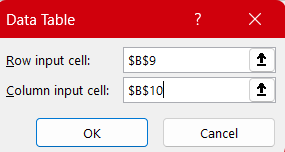 Data Table ?
Row input cell: $B$9
Column input cell: $B$10
OK Cancel